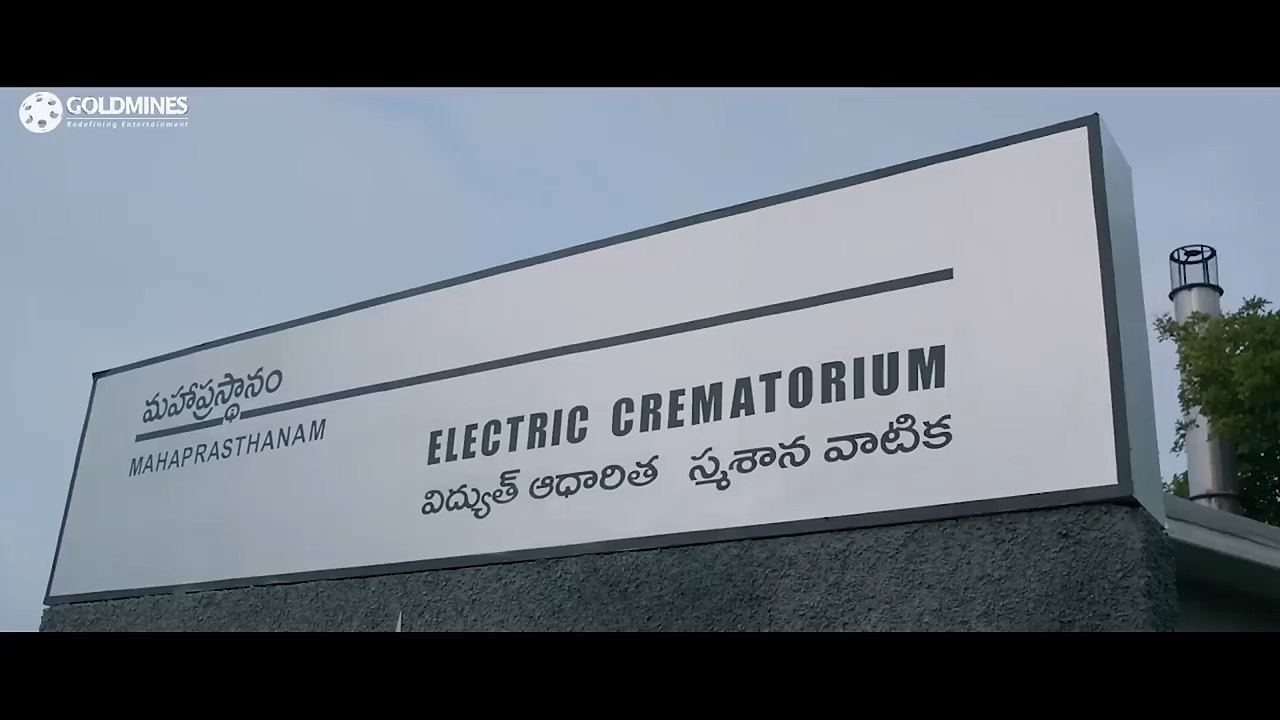 GOLDMINES
Redefining Entertainment
మహాప్రస్థానం
MAHAPRASTHANAM
ELECTRIC CREMATORIUM
విద్యుత్ ఆధారిత స్మశాన వాటిక